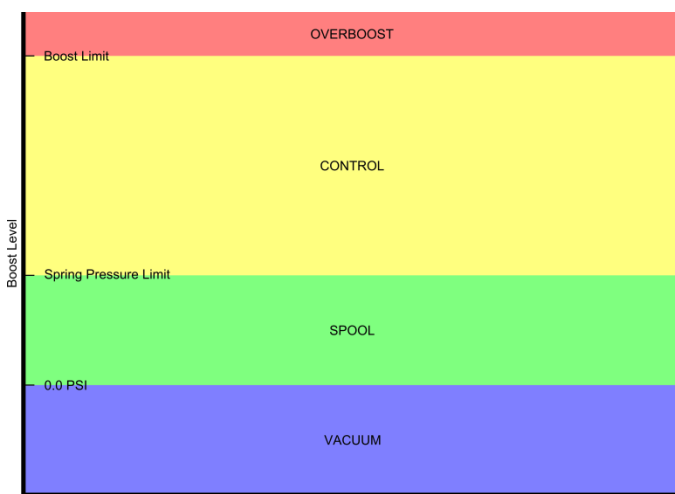 OVERBOOST
Boost Limit
CONTROL
Boost Level
Spring Pressure Limit
SPOOL
0.0 PSI
VACUUM